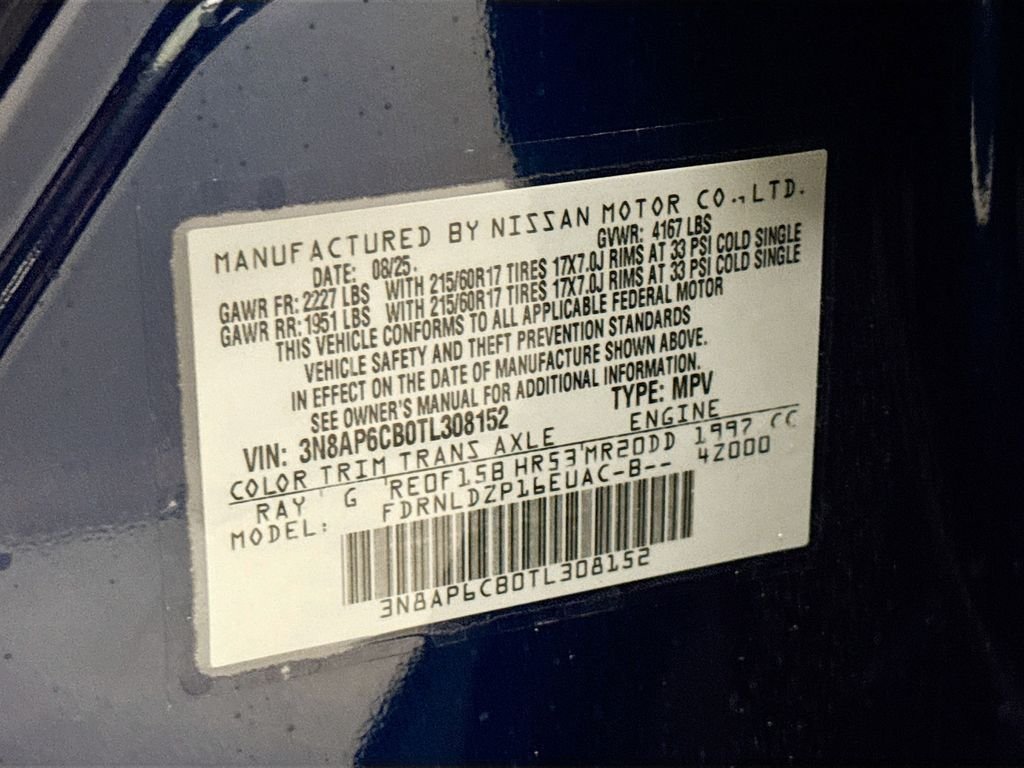 MANUFACTURED BY NISSAN MOTOR CO., LTD.
DATE: 08/25. GVWR: 4167 LBS
GAWR FR: 2227 LBS WITH 215/60R17 TIRES 17X7.0J RIMS AT 33 PSI COLD SINGLE
GAWR RR: 1951 LBS WITH 215/60R17 TIRES 17X7.0J RIMS AT 33 PSI COLD SINGLE
THIS VEHICLE CONFORMS TO ALL APPLICABLE FEDERAL MOTOR
VEHICLE SAFETY AND THEFT PREVENTION STANDARDS
IN EFFECT ON THE DATE OF MANUFACTURE SHOWN ABOVE.
SEE OWNER'S MANUAL FOR ADDITIONAL INFORMATION.
VIN: 3N8AP6CB0TL308152 TYPE: MPV
COLOR TRIM TRANS AXLE ENGINE
RAY G RE0F15B HR53 MR20DD 1997 CC
MODEL: FDRNLDZP16EUAC-B-- 4Z000
3N8AP6CB0TL308152